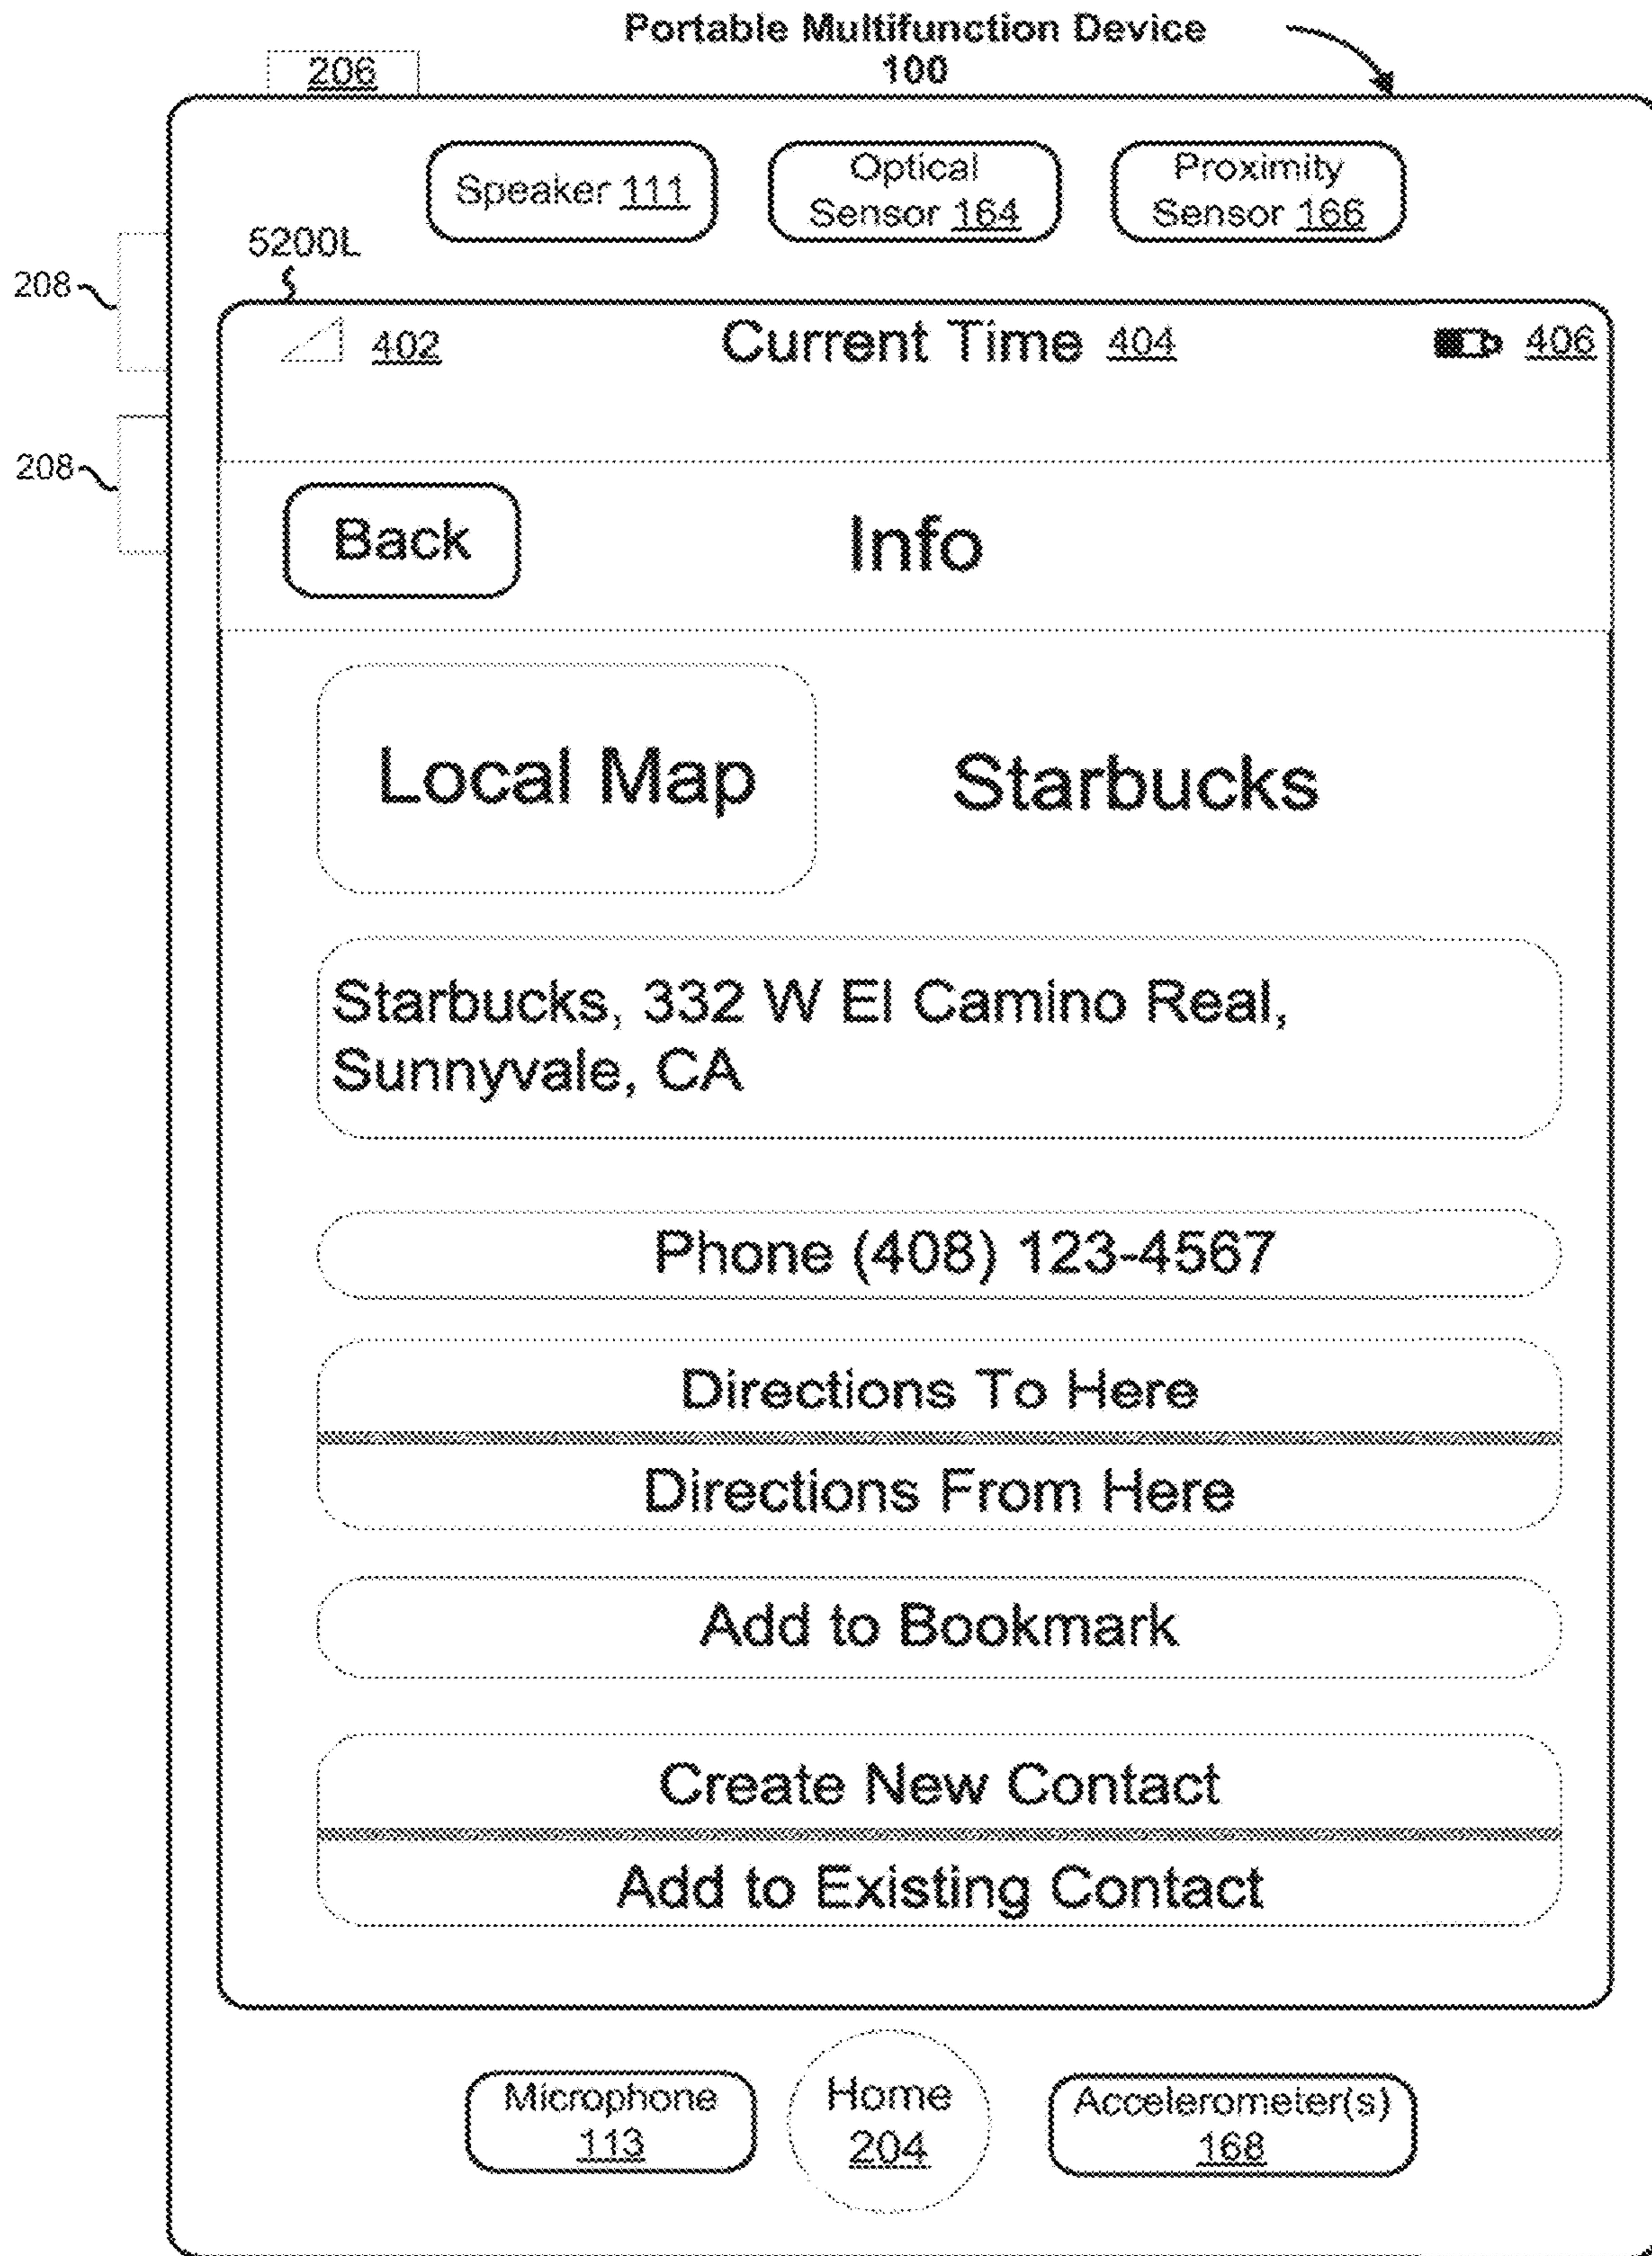 Portable Multifunction Device
100
206
Speaker 111
Optical
Sensor 164
Proximity
Sensor 166
5200L
208
402 Current Time 404 406
208
Back Info
Local Map Starbucks
Starbucks, 332 W El Camino Real,
Sunnyvale, CA
Phone (408) 123-4567
Directions To Here
Directions From Here
Add to Bookmark
Create New Contact
Add to Existing Contact
Microphone
113
Home
204
Accelerometer(s)
168